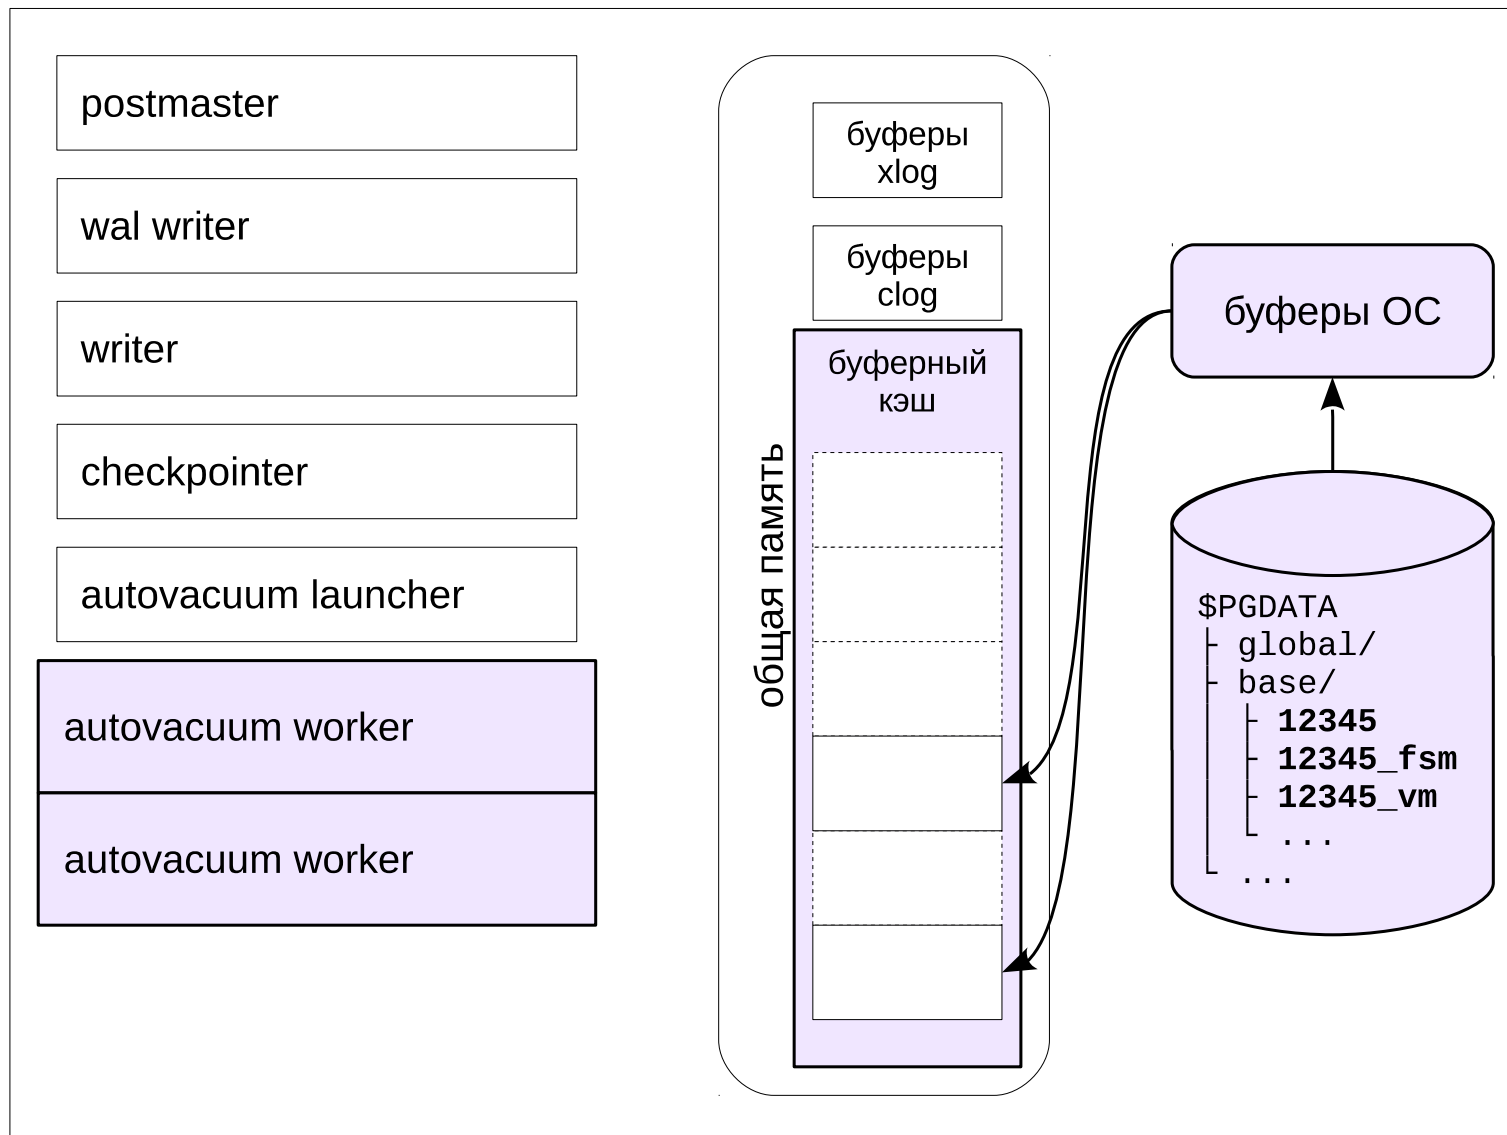 postmaster
wal writer
writer
checkpointer
autovacuum launcher
autovacuum worker
autovacuum worker
общая память
буферы
xlog
буферы
clog
буферный
кэш
буферы ОС
$PGDATA
├ global/
├ base/
│ ├ 12345
│ ├ 12345_fsm
│ ├ 12345_vm
│ └ ...
└ ...